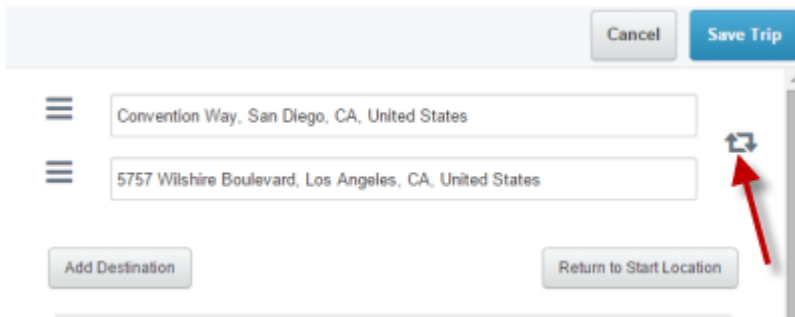 Cancel Save Trip
Convention Way, San Diego, CA, United States
5757 Wilshire Boulevard, Los Angeles, CA, United States
Add Destination Return to Start Location